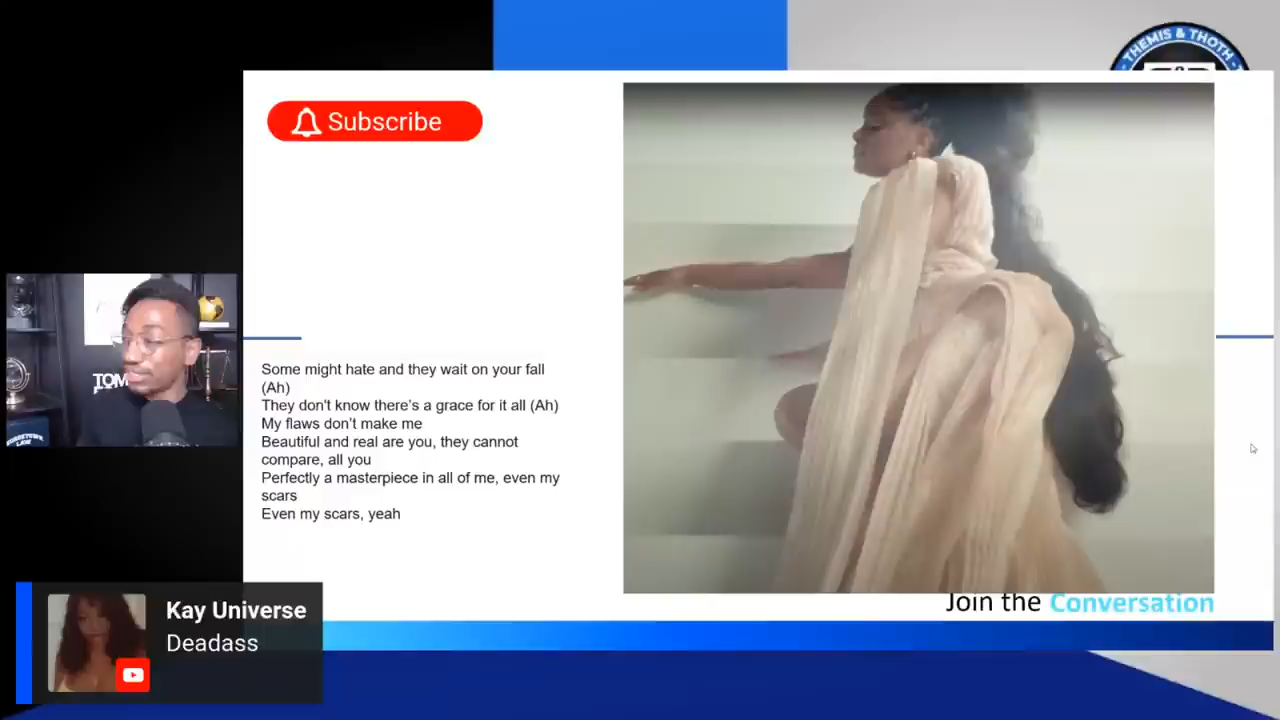 THEMIS & THOTH
Subscribe
Some might hate and they wait on your fall
(Ah)
They don't know there's a grace for it all (Ah)
My flaws don’t make me
Beautiful and real are you, they cannot
compare, all you
Perfectly a masterpiece in all of me, even my
scars
Even my scars, yeah
TOM
Join the Conversation
Kay Universe
Deadass